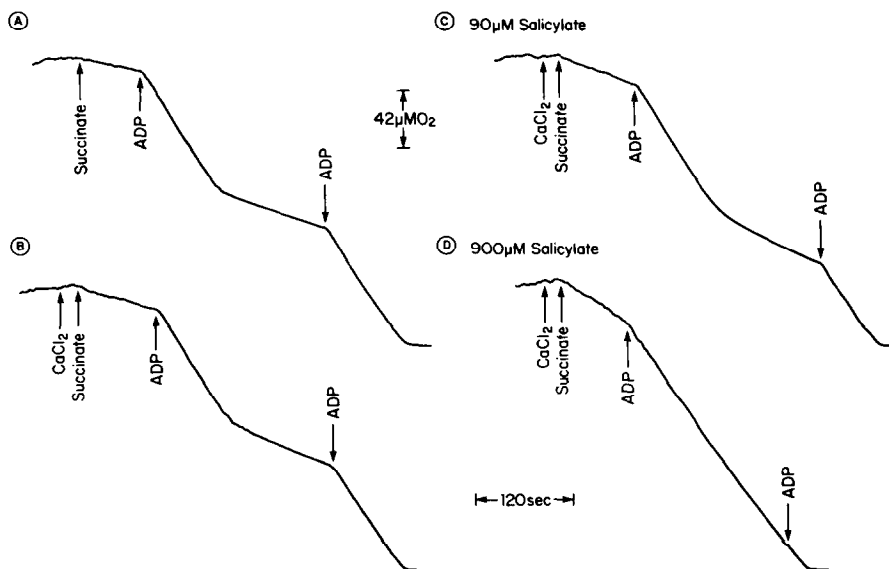 A
Succinate
ADP
ADP
42µMO₂
B
CaCl₂
Succinate
ADP
ADP
C 90µM Salicylate
CaCl₂
Succinate
ADP
ADP
D 900µM Salicylate
CaCl₂
Succinate
ADP
ADP
120sec